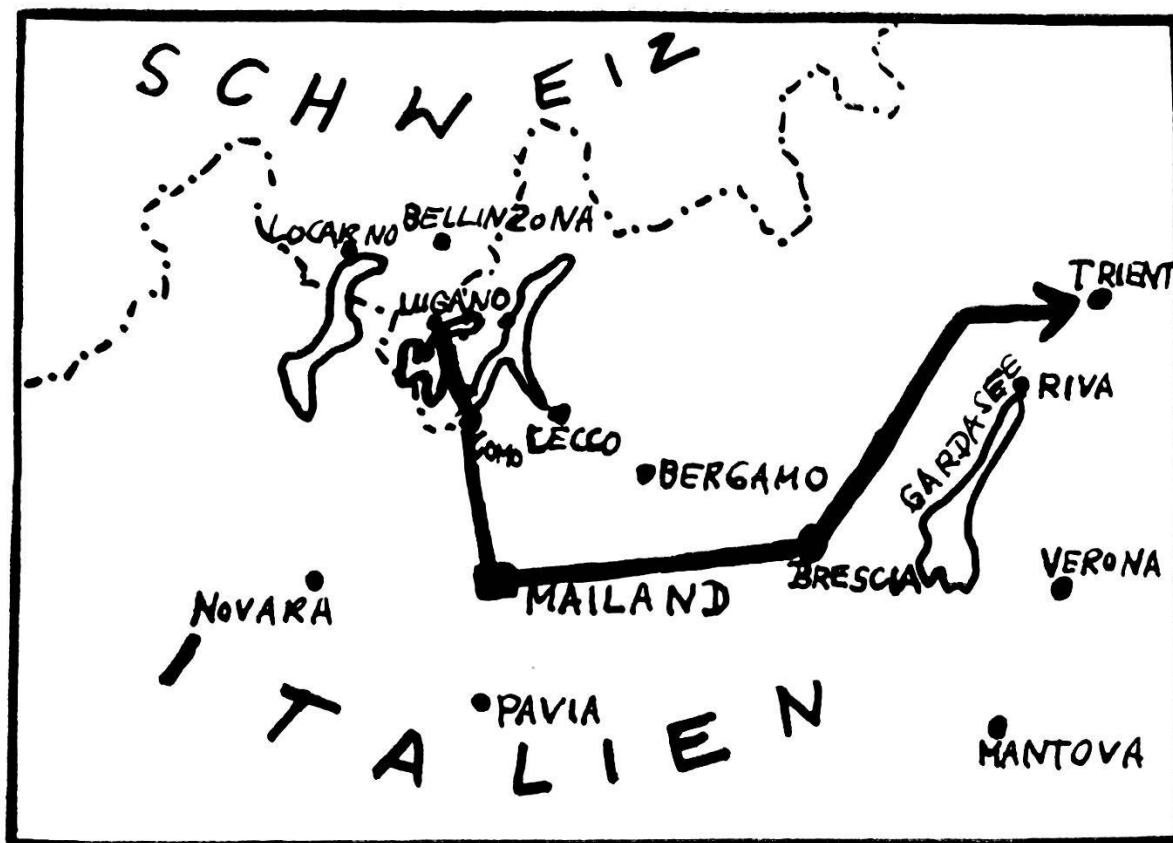 SCHWEIZ
LOCARNO
BELLINZONA
LUGANO
TRIENT
RIVA
GARDASEE
COMO
LECCO
BERGAMO
BRESCIA
VERONA
MAILAND
NOVARA
ITALIEN
PAVIA
MANTOVA